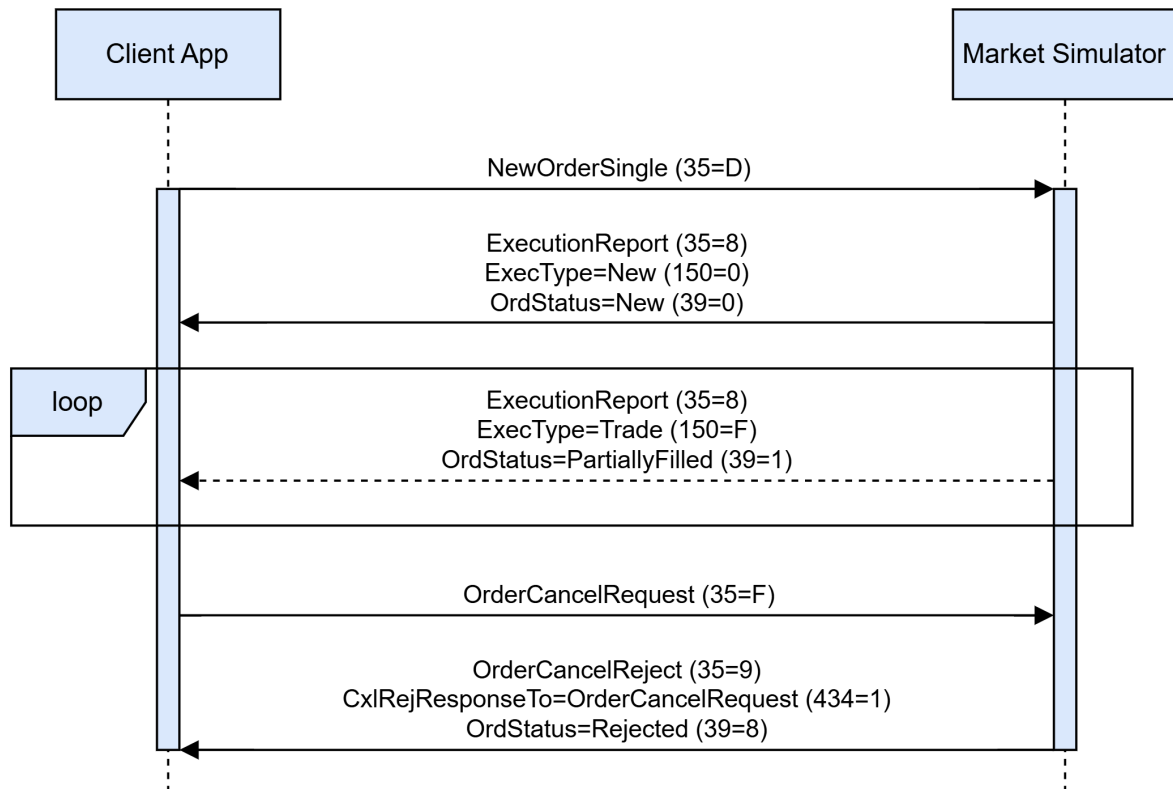 Client App
Market Simulator
NewOrderSingle (35=D)
ExecutionReport (35=8)
ExecType=New (150=0)
OrdStatus=New (39=0)
loop
ExecutionReport (35=8)
ExecType=Trade (150=F)
OrdStatus=PartiallyFilled (39=1)
OrderCancelRequest (35=F)
OrderCancelReject (35=9)
CxlRejResponseTo=OrderCancelRequest (434=1)
OrdStatus=Rejected (39=8)